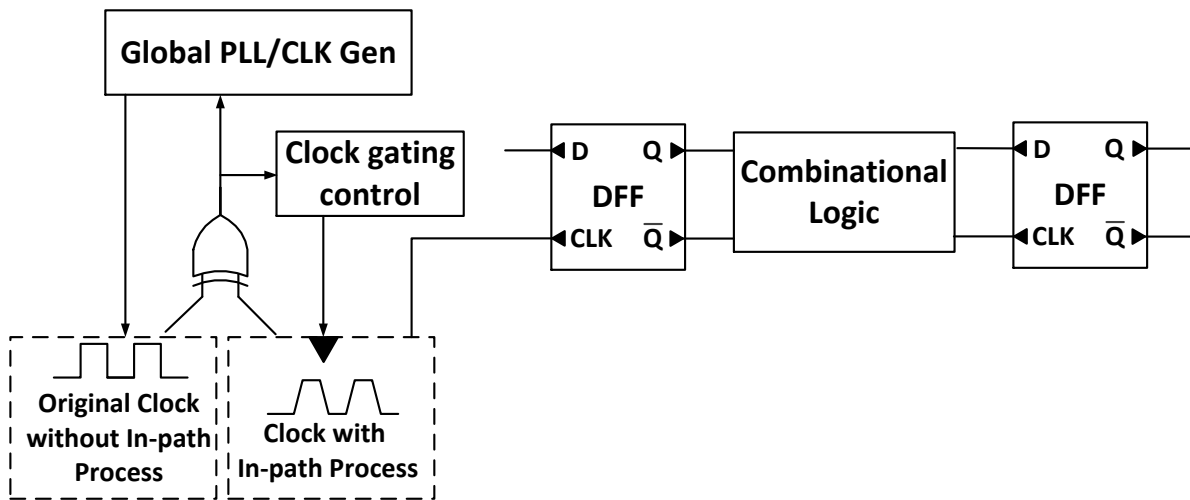 Global PLL/CLK Gen
Clock gating
control
D Q
DFF
CLK Q̅
Combinational
Logic
D Q
DFF
CLK Q̅
Original Clock
without In-path
Process
Clock with
In-path Process